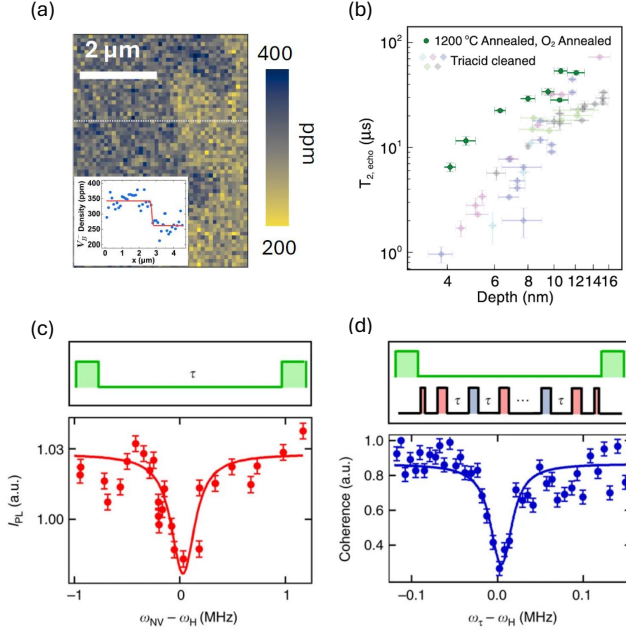 (a)
2 μm
400
ppm
200
V_B⁻ Density (ppm)
400
350
300
250
200
0
1
2
3
4
x (μm)
(b)
1200 °C Annealed, O₂ Annealed
Triacid cleaned
T₂, echo (μs)
10²
10¹
10⁰
4 6 8 10 12 14 16
Depth (nm)
(c)
τ
1.03
1.00
I_PL (a.u.)
−1 0 1
ω_NV − ω_H (MHz)
(d)
τ τ ... τ
1.0
0.8
0.6
0.4
Coherence (a.u.)
−0.1 0.0 0.1
ω_τ − ω_H (MHz)